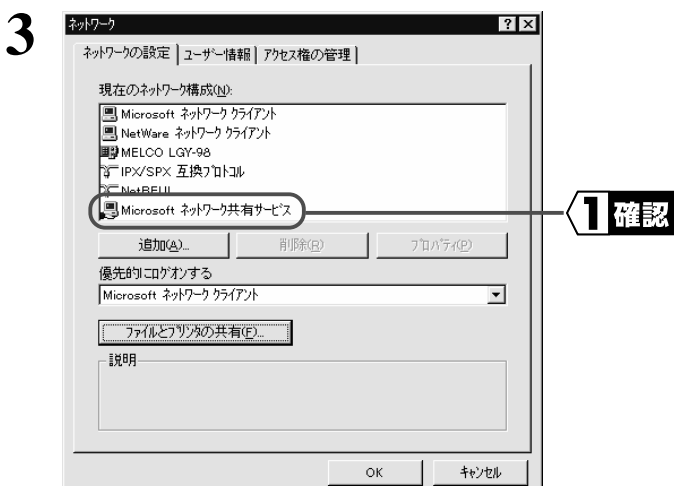 3
ネットワーク
ネットワークの設定 ユーザー情報 アクセス権の管理
現在のネットワーク構成(N):
Microsoft ネットワーク クライアント
NetWare ネットワーク クライアント
MELCO LGY-98
IPX/SPX 互換プロトコル
NetBEUI
Microsoft ネットワーク共有サービス
1 確認
追加(A)... 削除(R) プロパティ(P)
優先的にログオンする
Microsoft ネットワーク クライアント
ファイルとプリンタの共有(F)...
説明
OK キャンセル